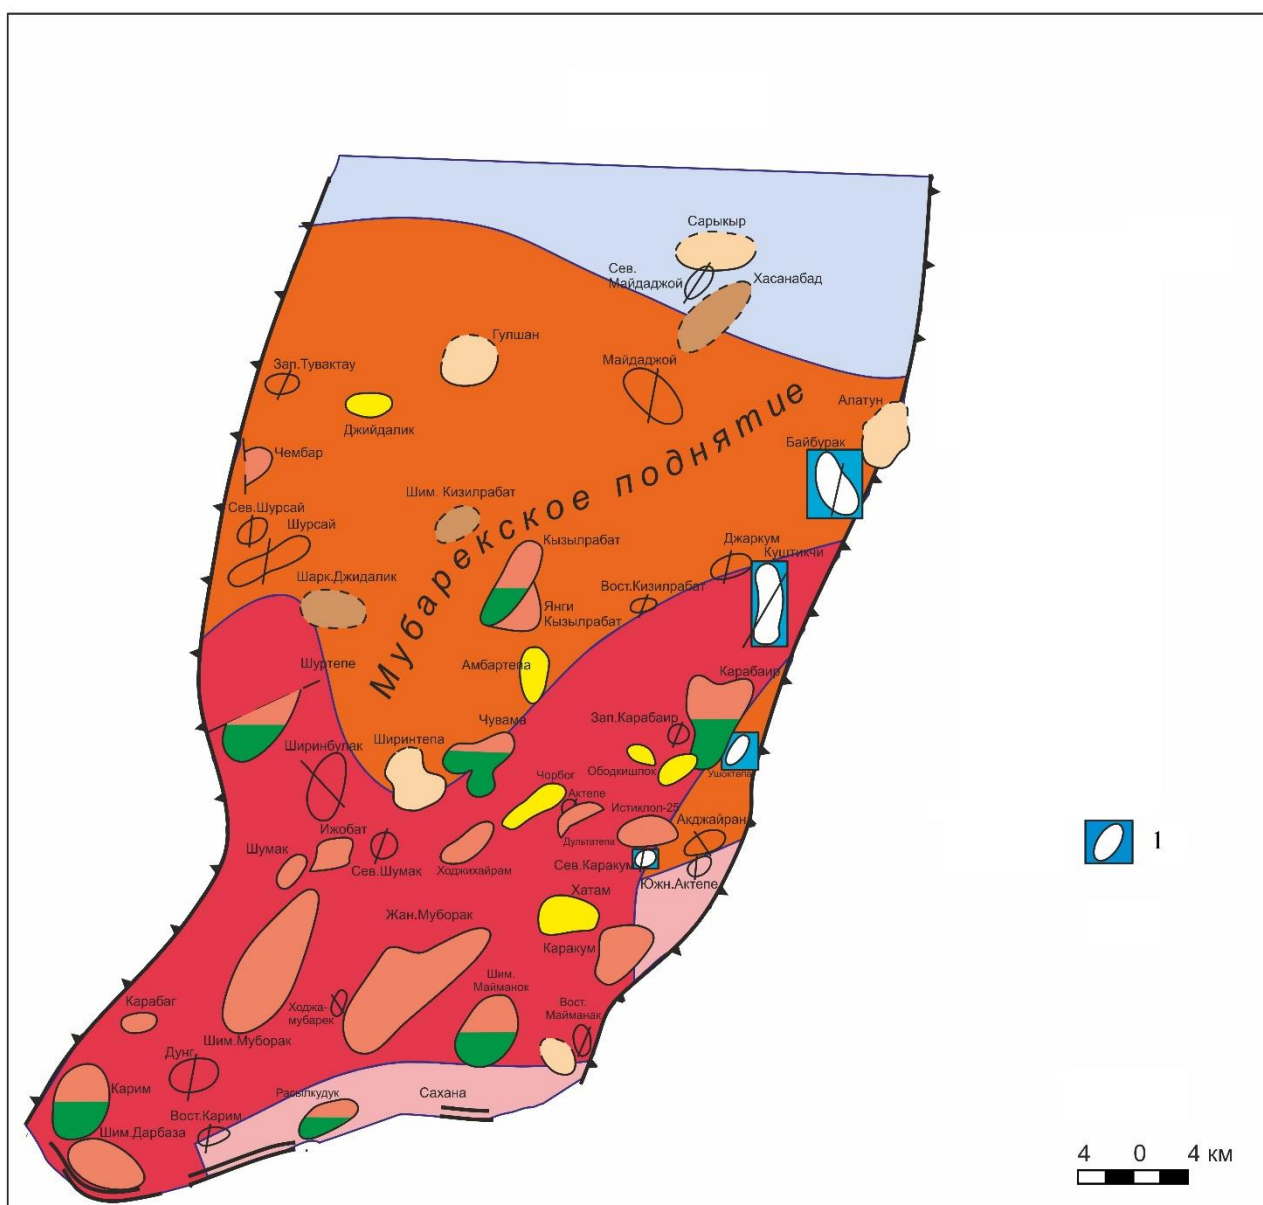 Сарыкыр
Сев.
Майдаджой
Хасанабад
Гулшан
Майдаджой
Зап.Тувактау
Джийдалик
Алатун
Байбурак
Мубарекское поднятие
Чембар
Шим. Кизилрабат
Сев.Шурсай
Шурсай
Кызылрабат
Джаркум
Куштикчи
Шарк.Джидалик
Вост.Кизилрабат
Янги
Кызылрабат
Шуртепе
Амбартепа
Карабаир
Зап.Карабаир
Чувама
Ширинтепа
Ширинбулак
Ободкишлок
Ушоктепа
Чорбог
Актепе
Истиклол-25
Дультатепа
Акджайран
1
Ижобат
Шумак
Сев.Шумак
Ходжихайрам
Сев.Каракум
Южн.Актепе
Хатам
Жан.Муборак
Каракум
Шим.
Майманок
Карабаг
Ходжа-
мубарек
Вост.
Майманак
Шим.Муборак
Дунг
Карим
Расылкудук
Сахана
Вост.Карим
Шим.Дарбаза
4 0 4 км